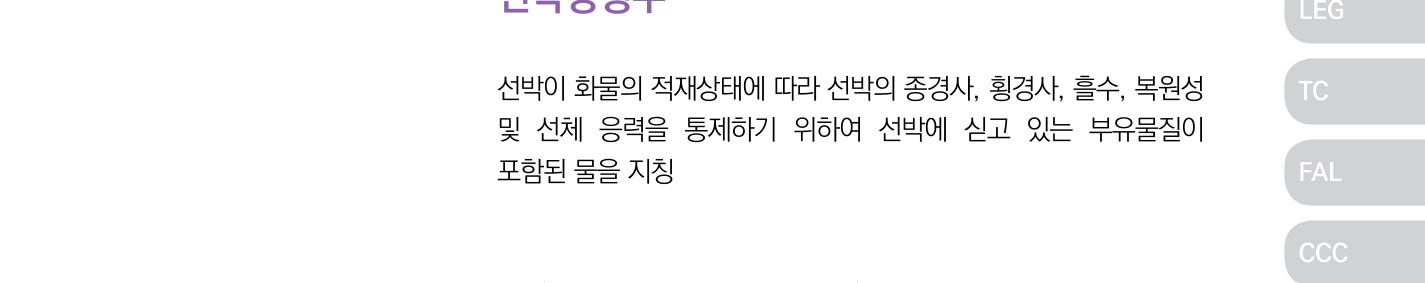 LEG
선박이 화물의 적재상태에 따라 선박의 종경사, 횡경사, 흘수, 복원성
및 선체 응력을 통제하기 위하여 선박에 싣고 있는 부유물질이
포함된 물을 지칭
TC
FAL
CCC